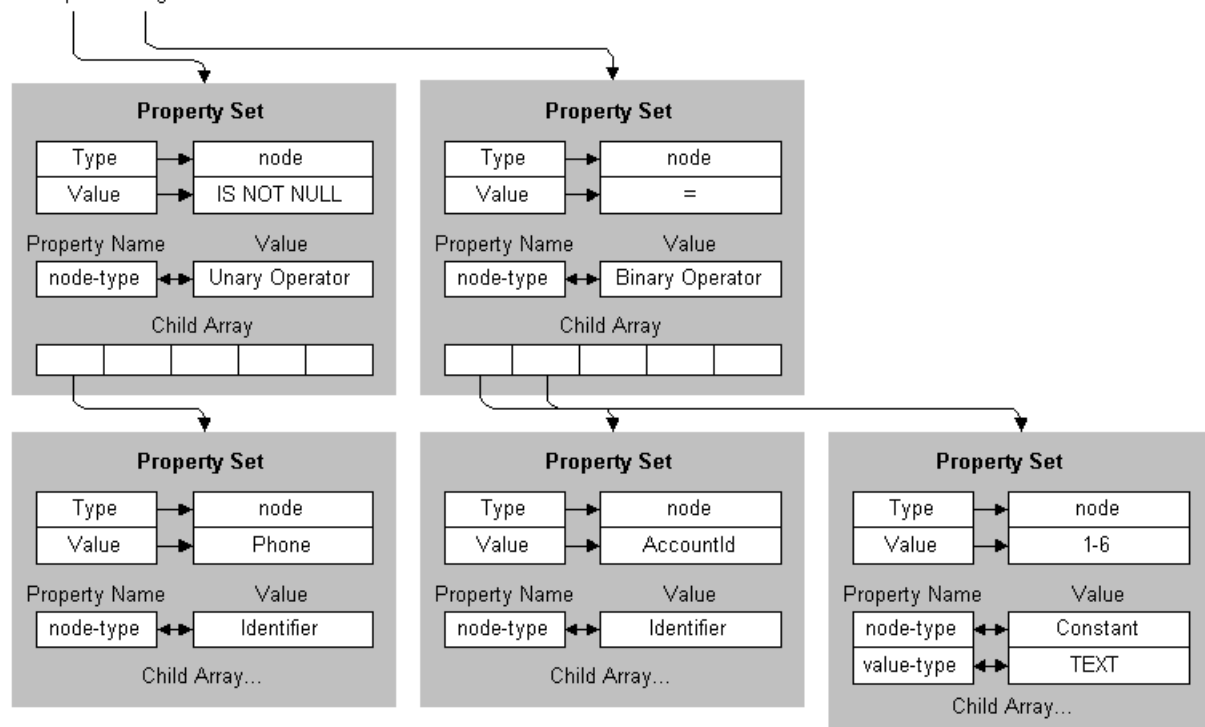 Property Set
Type node
Value IS NOT NULL
Property Name Value
node-type Unary Operator
Child Array
Property Set
Type node
Value =
Property Name Value
node-type Binary Operator
Child Array
Property Set
Type node
Value Phone
Property Name Value
node-type Identifier
Child Array...
Property Set
Type node
Value AccountId
Property Name Value
node-type Identifier
Child Array...
Property Set
Type node
Value 1-6
Property Name Value
node-type Constant
value-type TEXT
Child Array...